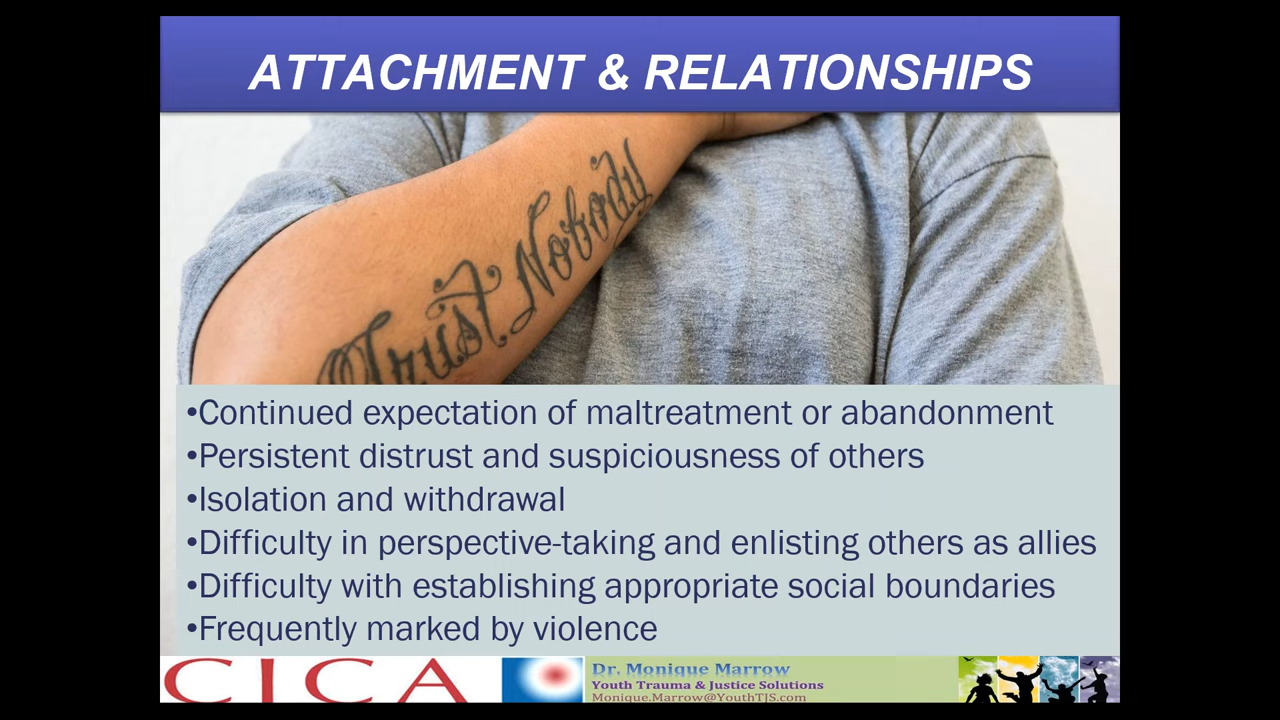 ATTACHMENT & RELATIONSHIPS
Trust Nobody
•Continued expectation of maltreatment or abandonment
•Persistent distrust and suspiciousness of others
•Isolation and withdrawal
•Difficulty in perspective-taking and enlisting others as allies
•Difficulty with establishing appropriate social boundaries
•Frequently marked by violence
CICA
Dr. Monique Marrow
Youth Trauma & Justice Solutions
Monique.Marrow@YouthTJS.com